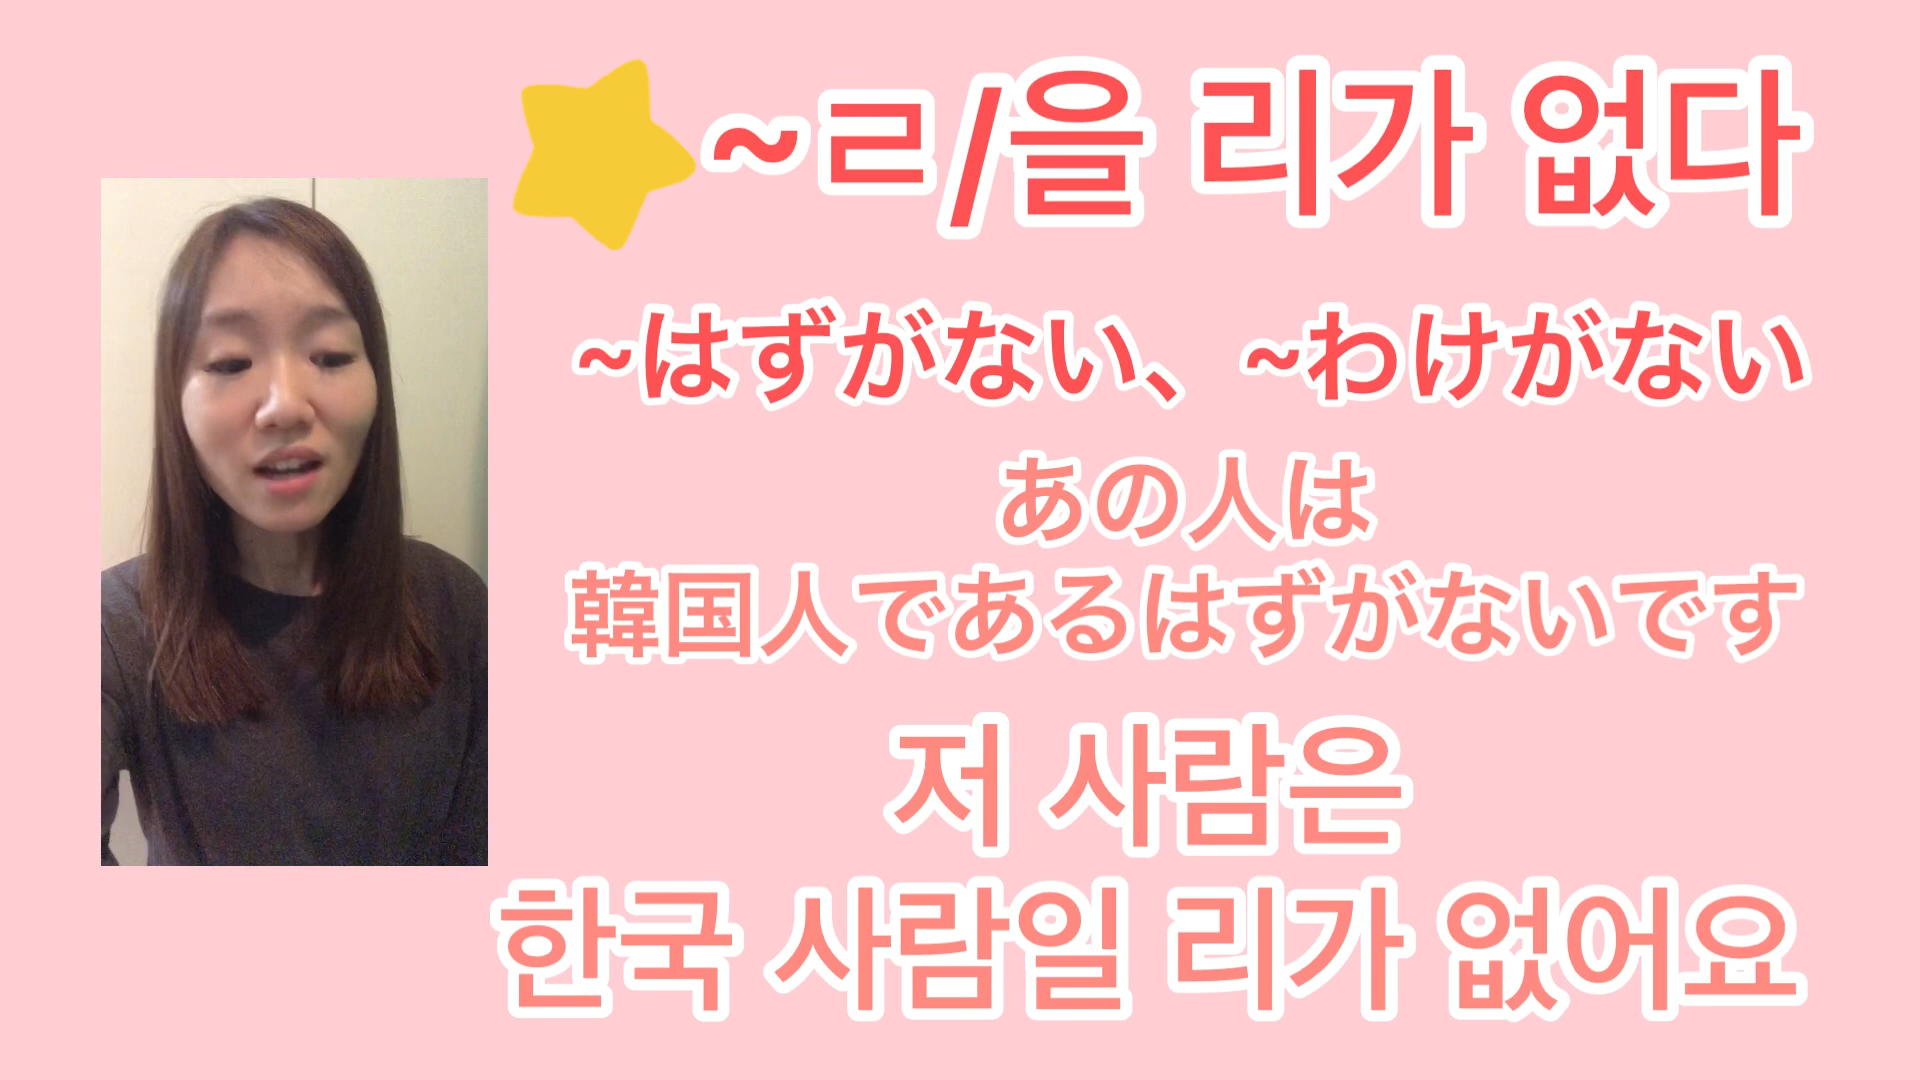 ~ㄹ/을 리가 없다
~はずがない、~わけがない
あの人は
韓国人であるはずがないです
저 사람은
한국 사람일 리가 없어요